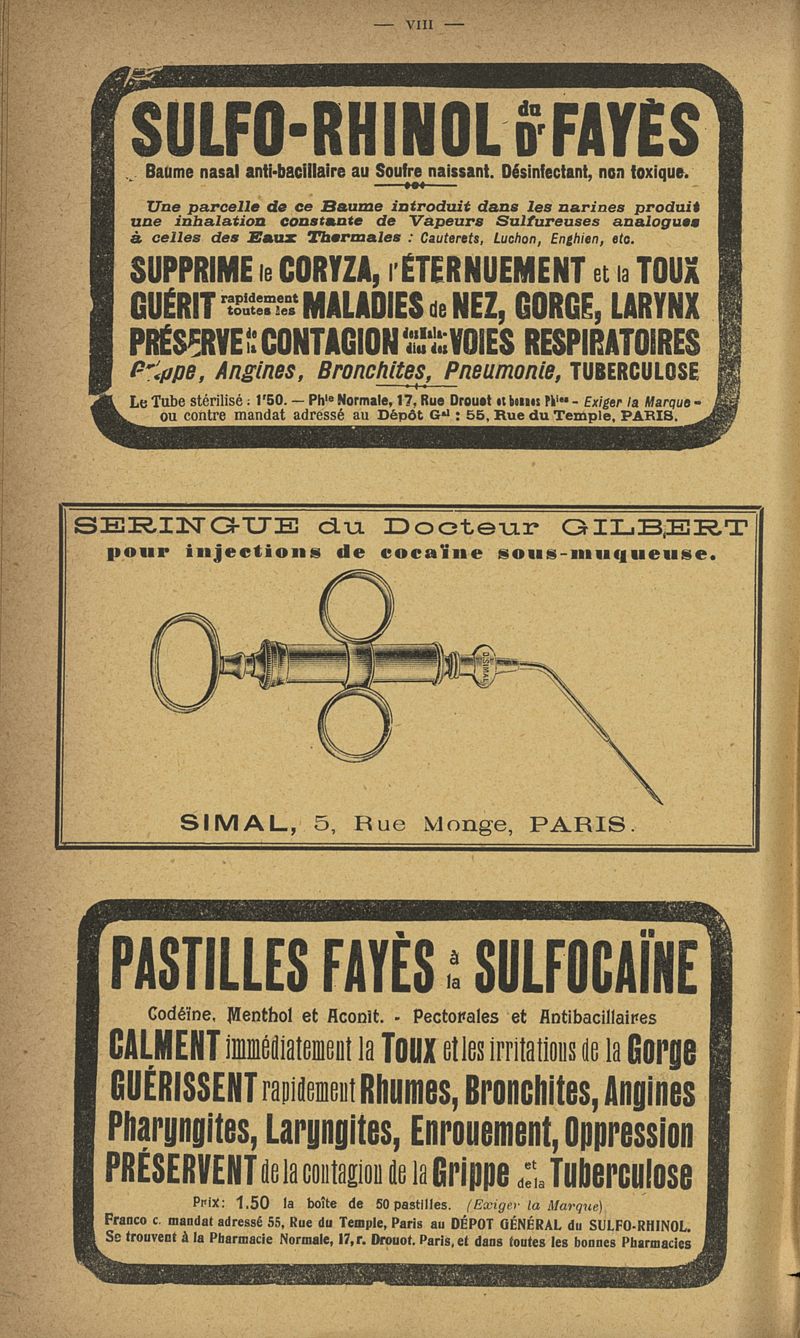 — VIII —
SULFO-RHINOL du Dr FAYÈS
Baume nasal anti-bacillaire au Soufre naissant. Désinfectant, non toxique.
Une parcelle de ce Baume introduit dans les narines produit
une inhalation constante de Vapeurs Sulfureuses analogues
à celles des Eaux Thermales : Cauterets, Luchon, Enghien, etc.
SUPPRIME le CORYZA, l'ÉTERNUEMENT et la TOUX
GUÉRIT rapidement toutes les MALADIES de NEZ, GORGE, LARYNX
PRÉSERVE de la CONTAGION des Maladies des VOIES RESPIRATOIRES
Grippe, Angines, Bronchites, Pneumonie, TUBERCULOSE
Le Tube stérilisé : 1f50. — Phie Normale, 17, Rue Drouot et bonnes Phies - Exiger la Marque -
ou contre mandat adressé au Dépôt Gal : 55, Rue du Temple, PARIS.
SERINGUE du Docteur GILBERT
pour injections de cocaïne sous-muqueuse.
SIMAL
SIMAL, 5, Rue Monge, PARIS.
PASTILLES FAYÈS à la SULFOCAÏNE
Codéïne, Menthol et Aconit. - Pectorales et Antibacillaires
CALMENT immédiatement la Toux et les irritations de la Gorge
GUÉRISSENT rapidement Rhumes, Bronchites, Angines
Pharyngites, Laryngites, Enrouement, Oppression
PRÉSERVENT de la contagion de la Grippe et de la Tuberculose
Prix: 1.50 la boîte de 50 pastilles. (Exiger la Marque)
Franco c. mandat adressé 55, Rue du Temple, Paris au DÉPOT GÉNÉRAL du SULFO-RHINOL.
Se trouvent à la Pharmacie Normale, 17, r. Drouot. Paris, et dans toutes les bonnes Pharmacies